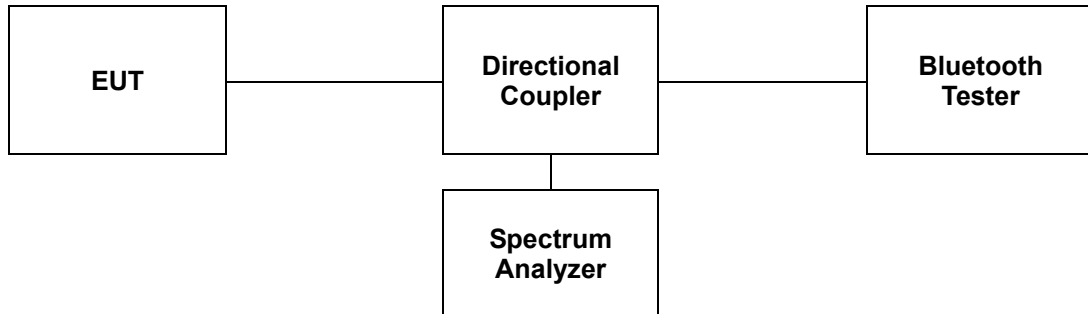 EUT
Directional
Coupler
Bluetooth
Tester
Spectrum
Analyzer